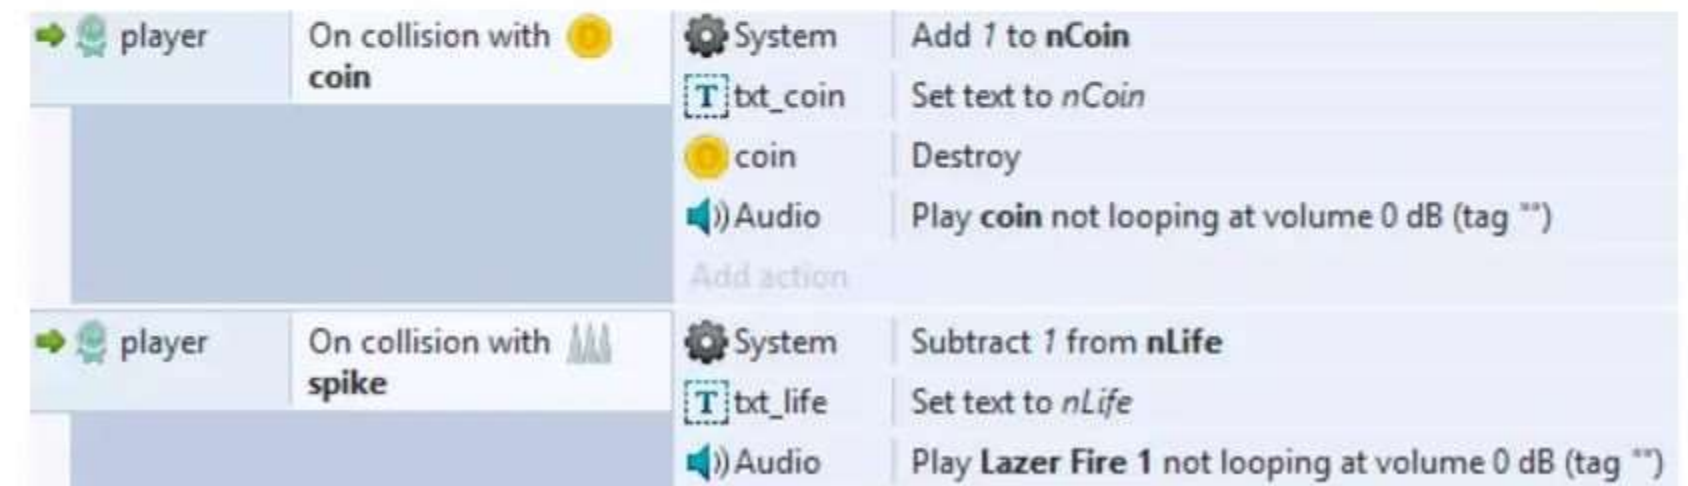 player On collision with coin System Add 1 to nCoin
txt_coin Set text to nCoin
coin Destroy
Audio Play coin not looping at volume 0 dB (tag "")
Add action
player On collision with spike System Subtract 1 from nLife
txt_life Set text to nLife
Audio Play Lazer Fire 1 not looping at volume 0 dB (tag "")